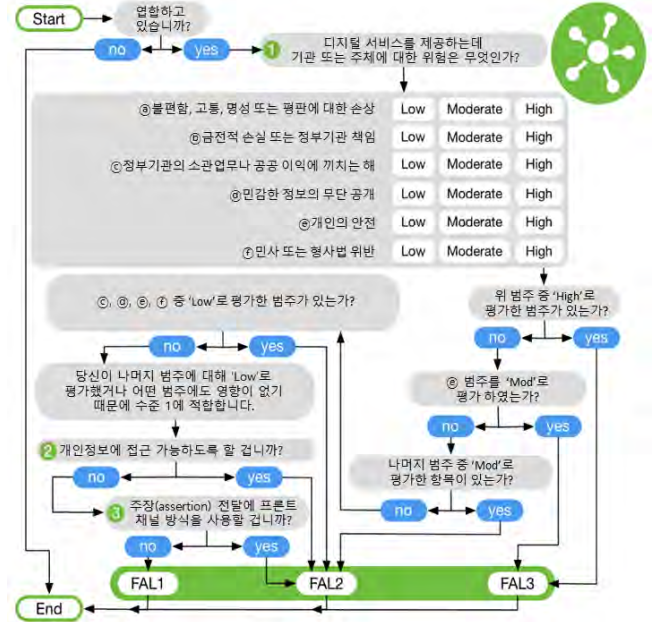 Start
엽합하고
있습니까?
no
yes
1
디지털 서비스를 제공하는데
기관 또는 주체에 대한 위험은 무엇인가?
ⓐ불편함, 고통, 명성 또는 평판에 대한 손상
Low
Moderate
High
ⓑ금전적 손실 또는 정부기관 책임
Low
Moderate
High
ⓒ정부기관의 소관업무나 공공 이익에 끼치는 해
Low
Moderate
High
ⓓ민감한 정보의 무단 공개
Low
Moderate
High
ⓔ개인의 안전
Low
Moderate
High
ⓕ민사 또는 형사법 위반
Low
Moderate
High
위 범주 중 'High'로
평가한 범주가 있는가?
no
yes
ⓒ, ⓓ, ⓔ, ⓕ 중 'Low'로 평가한 범주가 있는가?
no
yes
당신이 나머지 범주에 대해 'Low'로
평가했거나 어떤 범주에도 영향이 없기
때문에 수준 1에 적합합니다.
ⓔ 범주를 'Mod'로
평가 하였는가?
no
yes
2
개인정보에 접근 가능하도록 할 겁니까?
no
yes
나머지 범주 중 'Mod'로
평가한 항목이 있는가?
no
yes
3
주장(assertion) 전달에 프론트
채널 방식을 사용할 겁니까?
no
yes
FAL1
FAL2
FAL3
End